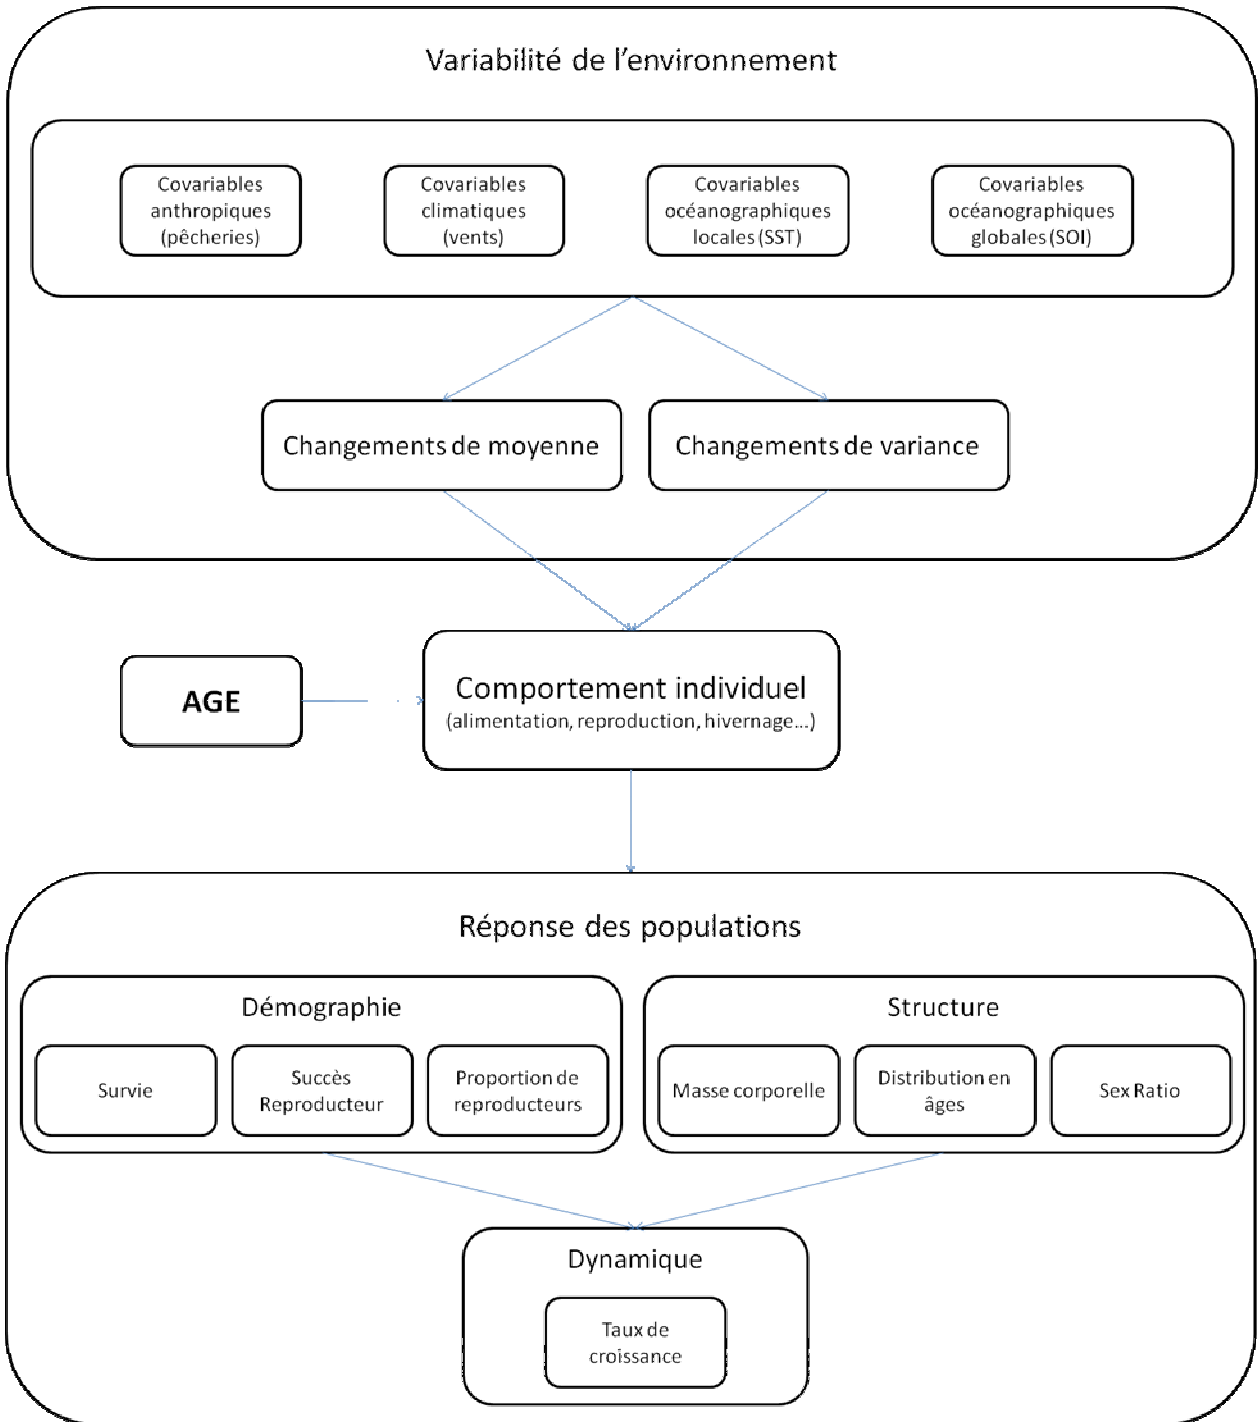 Variabilité de l’environnement
Covariables
anthropiques
(pêcheries)
Covariables
climatiques
(vents)
Covariables
océanographiques
locales (SST)
Covariables
océanographiques
globales (SOI)
Changements de moyenne
Changements de variance
AGE
Comportement individuel
(alimentation, reproduction, hivernage...)
Réponse des populations
Démographie
Survie
Succès
Reproducteur
Proportion de
reproducteurs
Structure
Masse corporelle
Distribution en
âges
Sex Ratio
Dynamique
Taux de
croissance